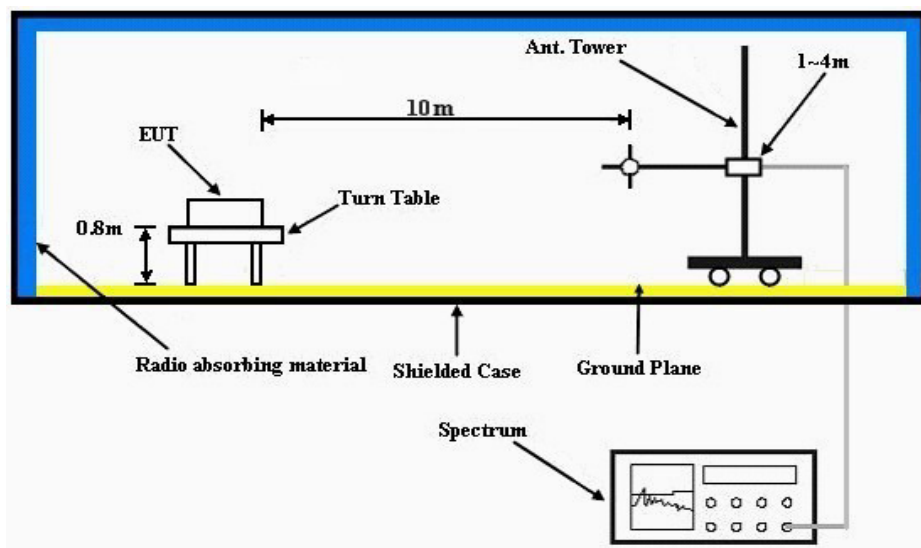 Ant. Tower
1~4m
10m
EUT
Turn Table
0.8m
Radio absorbing material
Shielded Case
Ground Plane
Spectrum